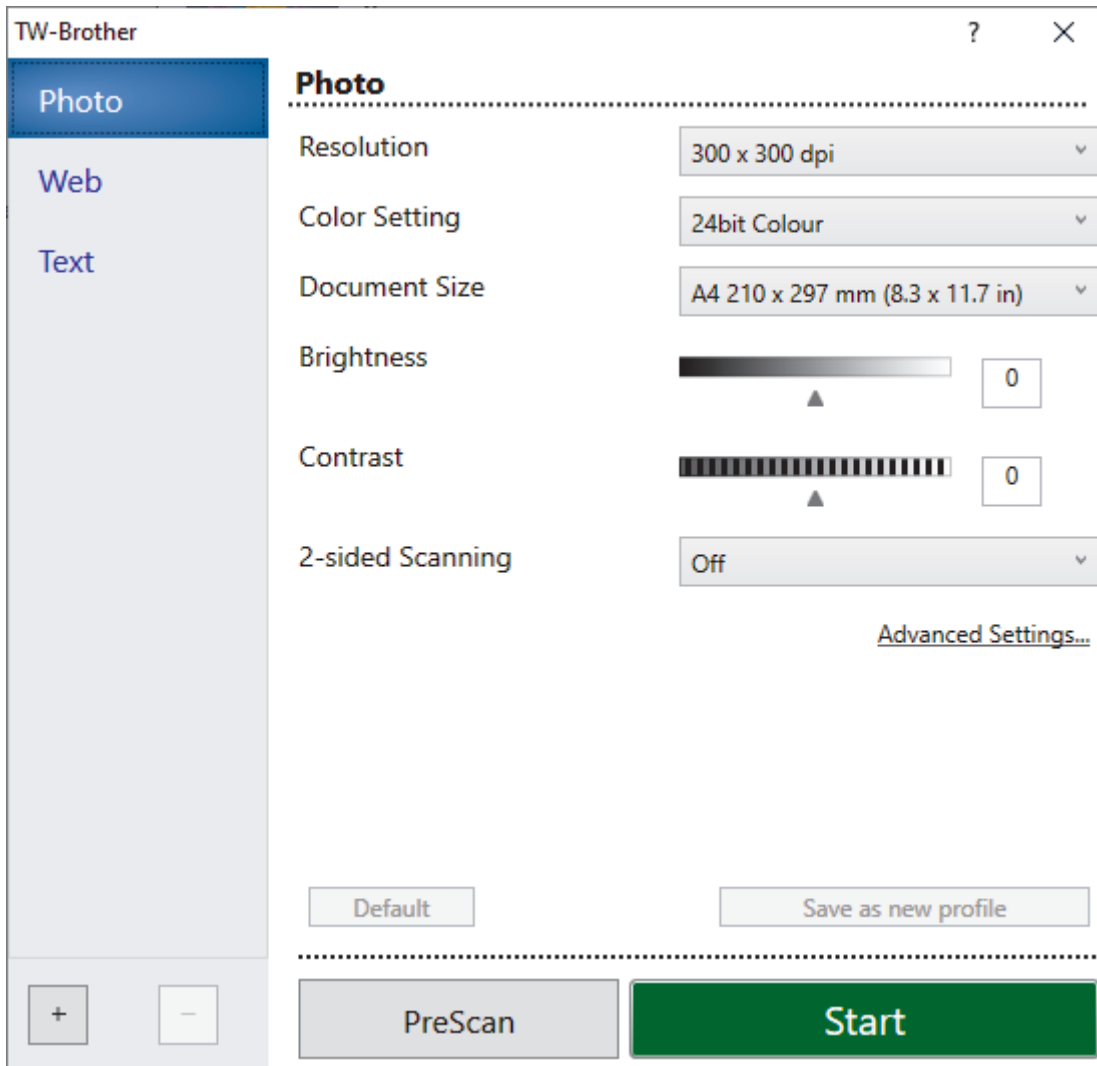 TW-Brother ?
Photo
Web
Text
Photo
Resolution 300 x 300 dpi
Color Setting 24bit Colour
Document Size A4 210 x 297 mm (8.3 x 11.7 in)
Brightness 0
Contrast 0
2-sided Scanning Off
Advanced Settings...
Default Save as new profile
+ −
PreScan Start